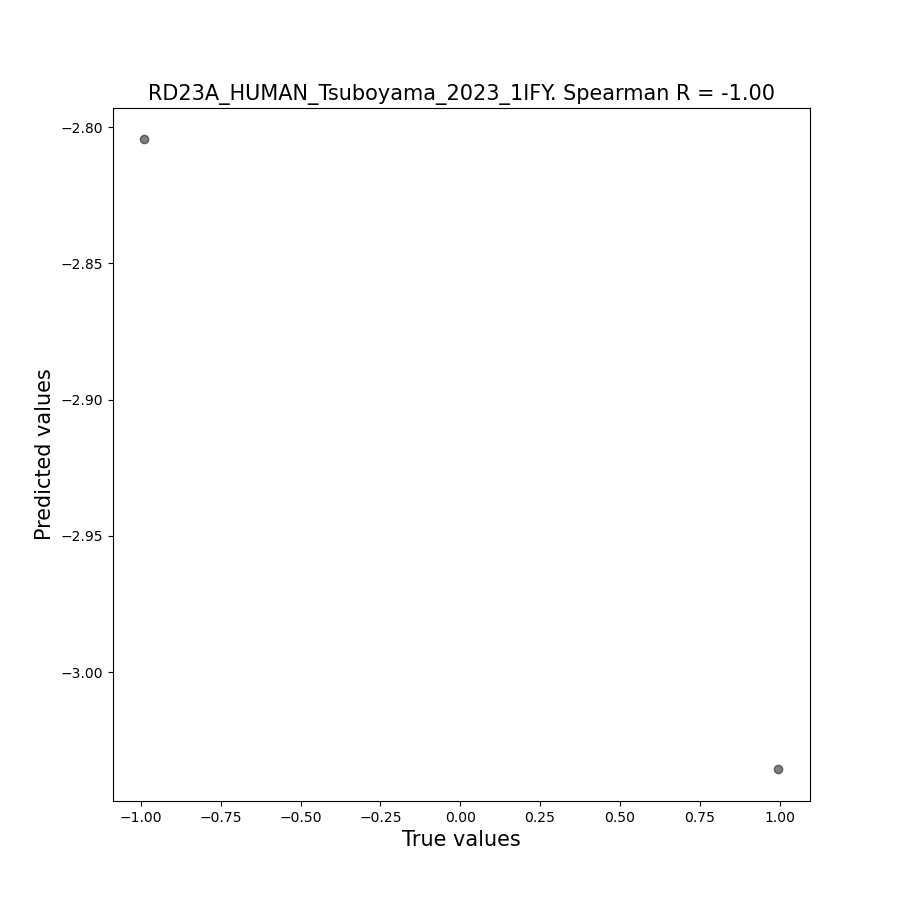 RD23A_HUMAN_Tsuboyama_2023_1IFY. Spearman R = -1.00
−2.80
−2.85
−2.90
−2.95
−3.00
Predicted values
−1.00 −0.75 −0.50 −0.25 0.00 0.25 0.50 0.75 1.00
True values